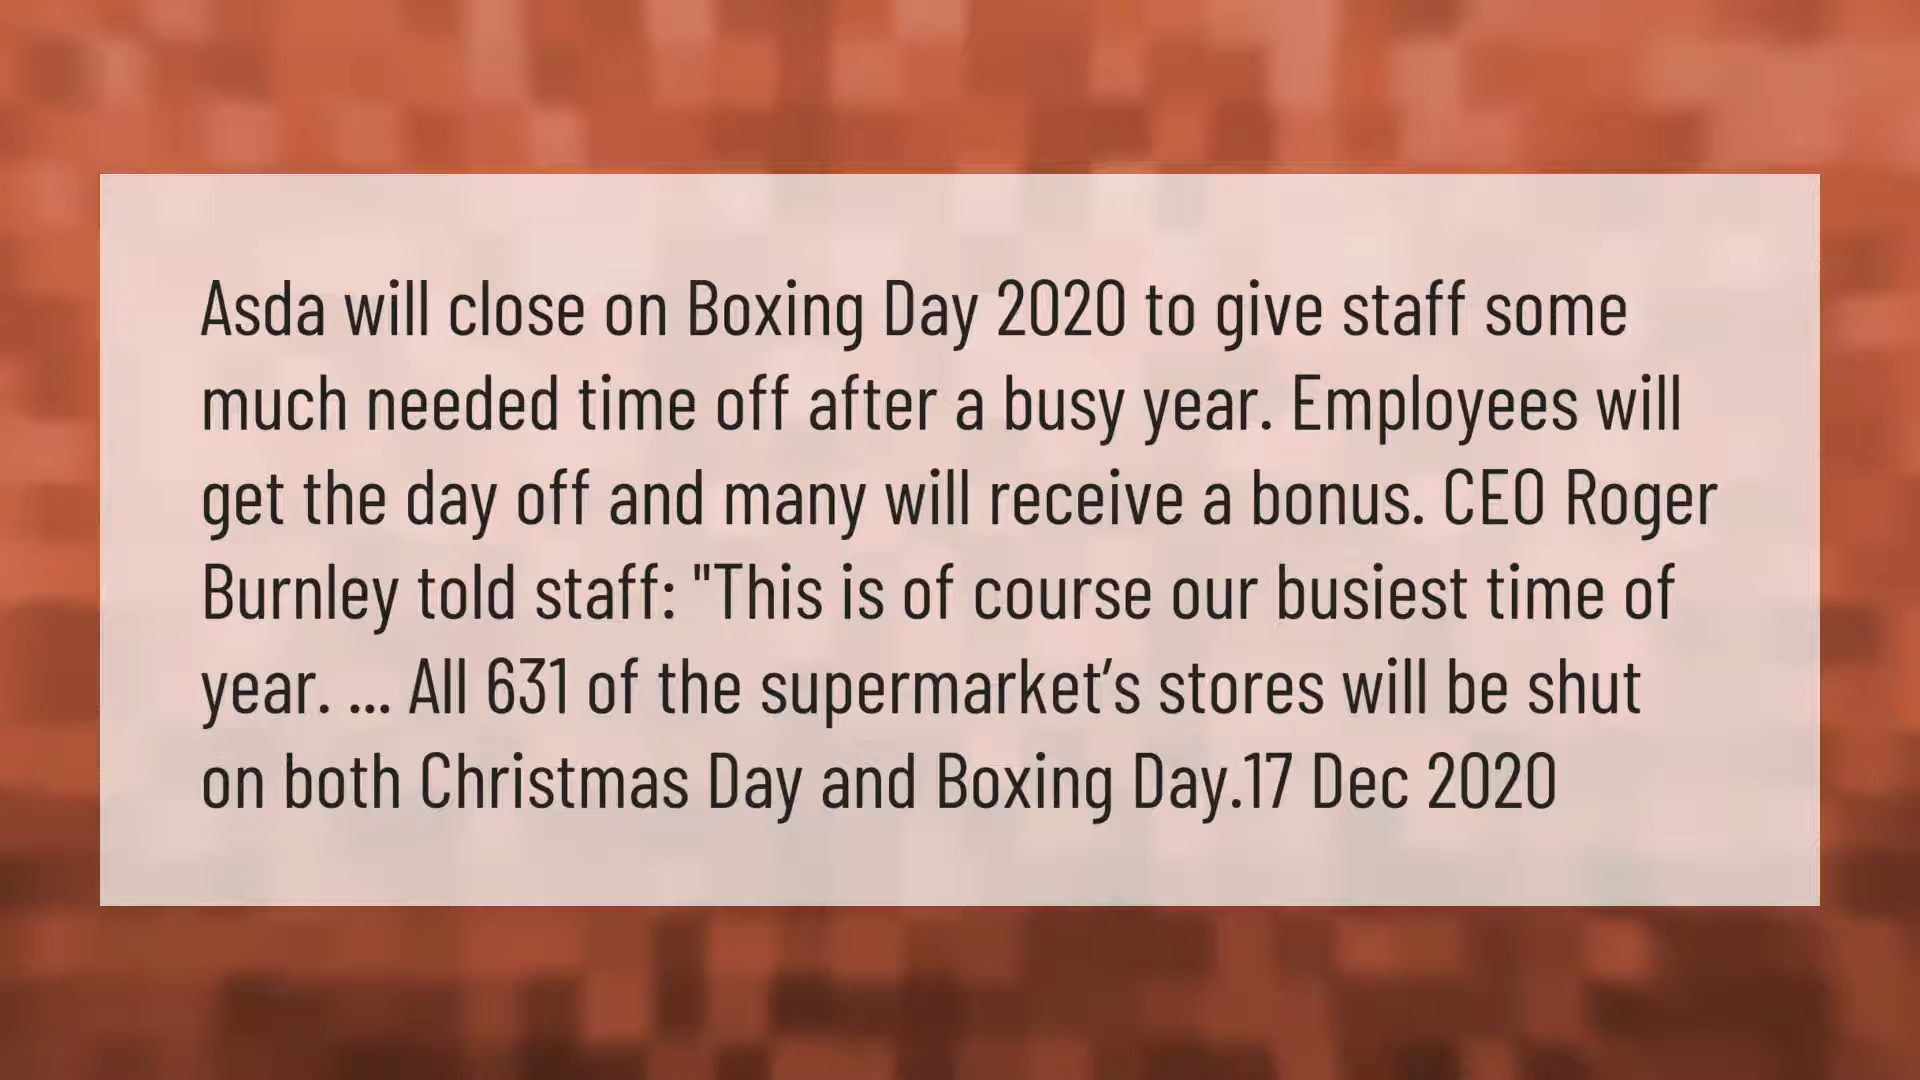 Asda will close on Boxing Day 2020 to give staff some
much needed time off after a busy year. Employees will
get the day off and many will receive a bonus. CEO Roger
Burnley told staff: "This is of course our busiest time of
year. ... All 631 of the supermarket’s stores will be shut
on both Christmas Day and Boxing Day.17 Dec 2020